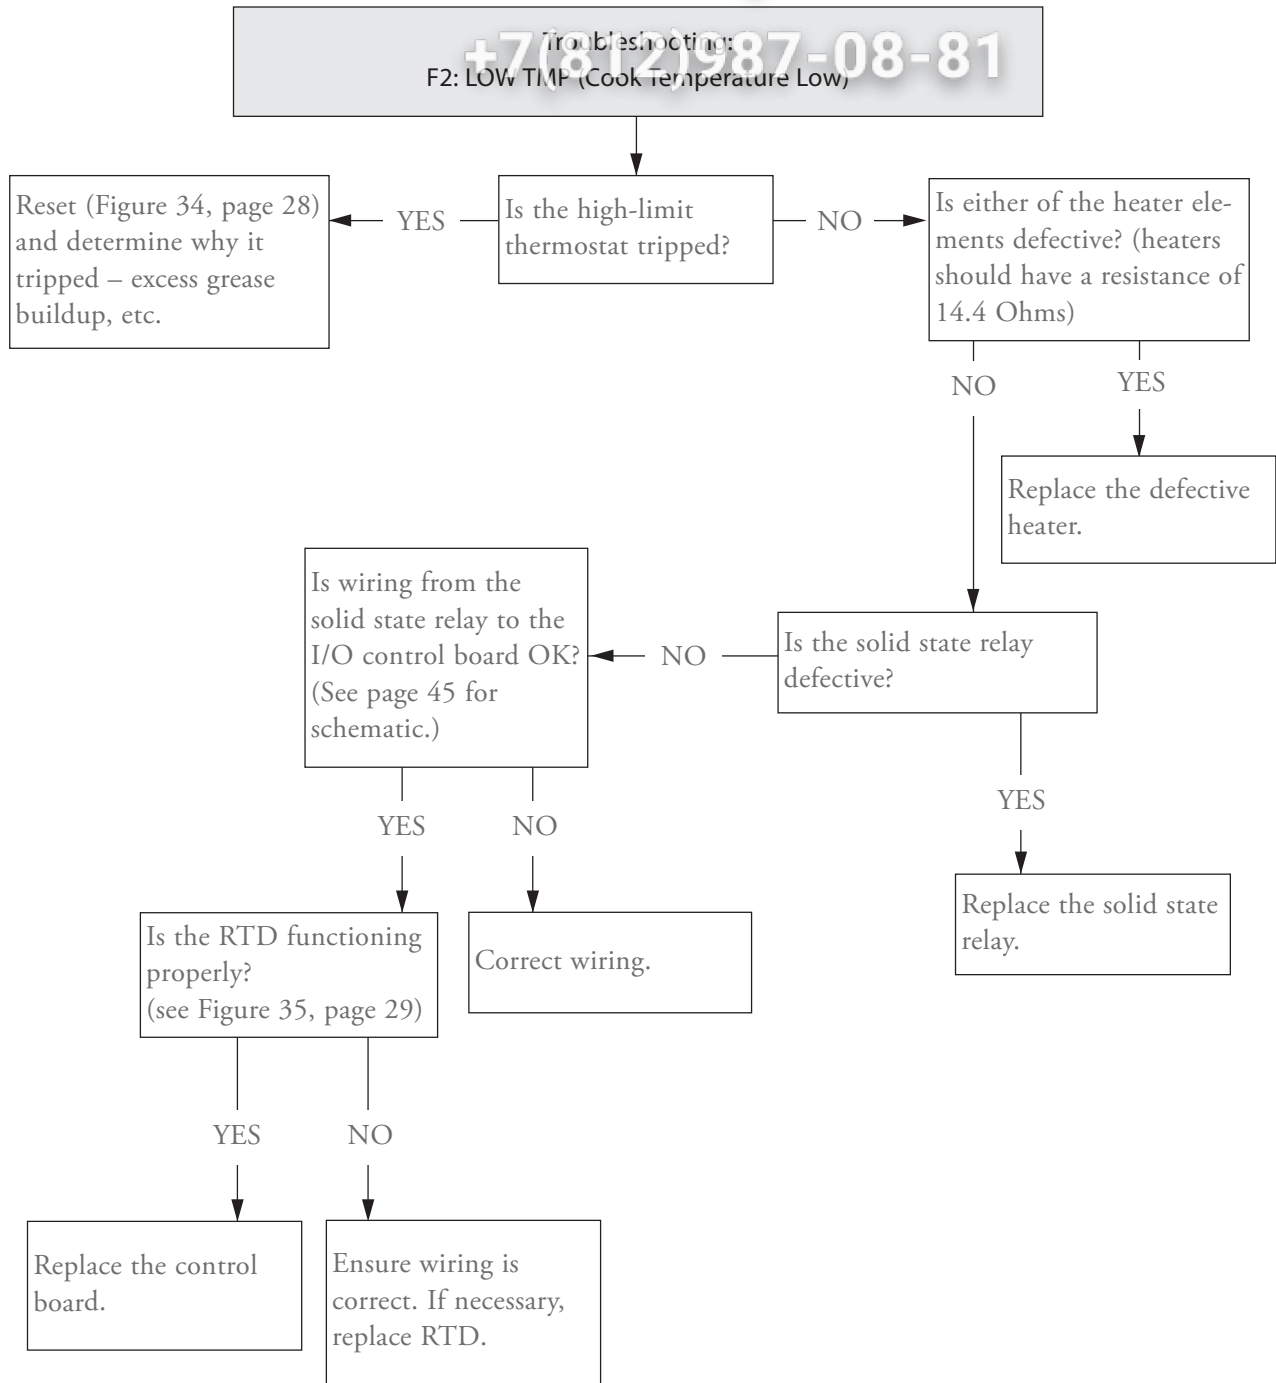 Troubleshooting:
+7(812)987-08-81
F2: LOW TMP (Cook Temperature Low)
Reset (Figure 34, page 28)
and determine why it
tripped – excess grease
buildup, etc.
YES
Is the high-limit
thermostat tripped?
NO
Is either of the heater ele-
ments defective? (heaters
should have a resistance of
14.4 Ohms)
NO
YES
Replace the defective
heater.
Is wiring from the
solid state relay to the
I/O control board OK?
(See page 45 for
schematic.)
NO
Is the solid state relay
defective?
YES
NO
YES
Replace the solid state
relay.
Is the RTD functioning
properly?
(see Figure 35, page 29)
Correct wiring.
YES
NO
Replace the control
board.
Ensure wiring is
correct. If necessary,
replace RTD.